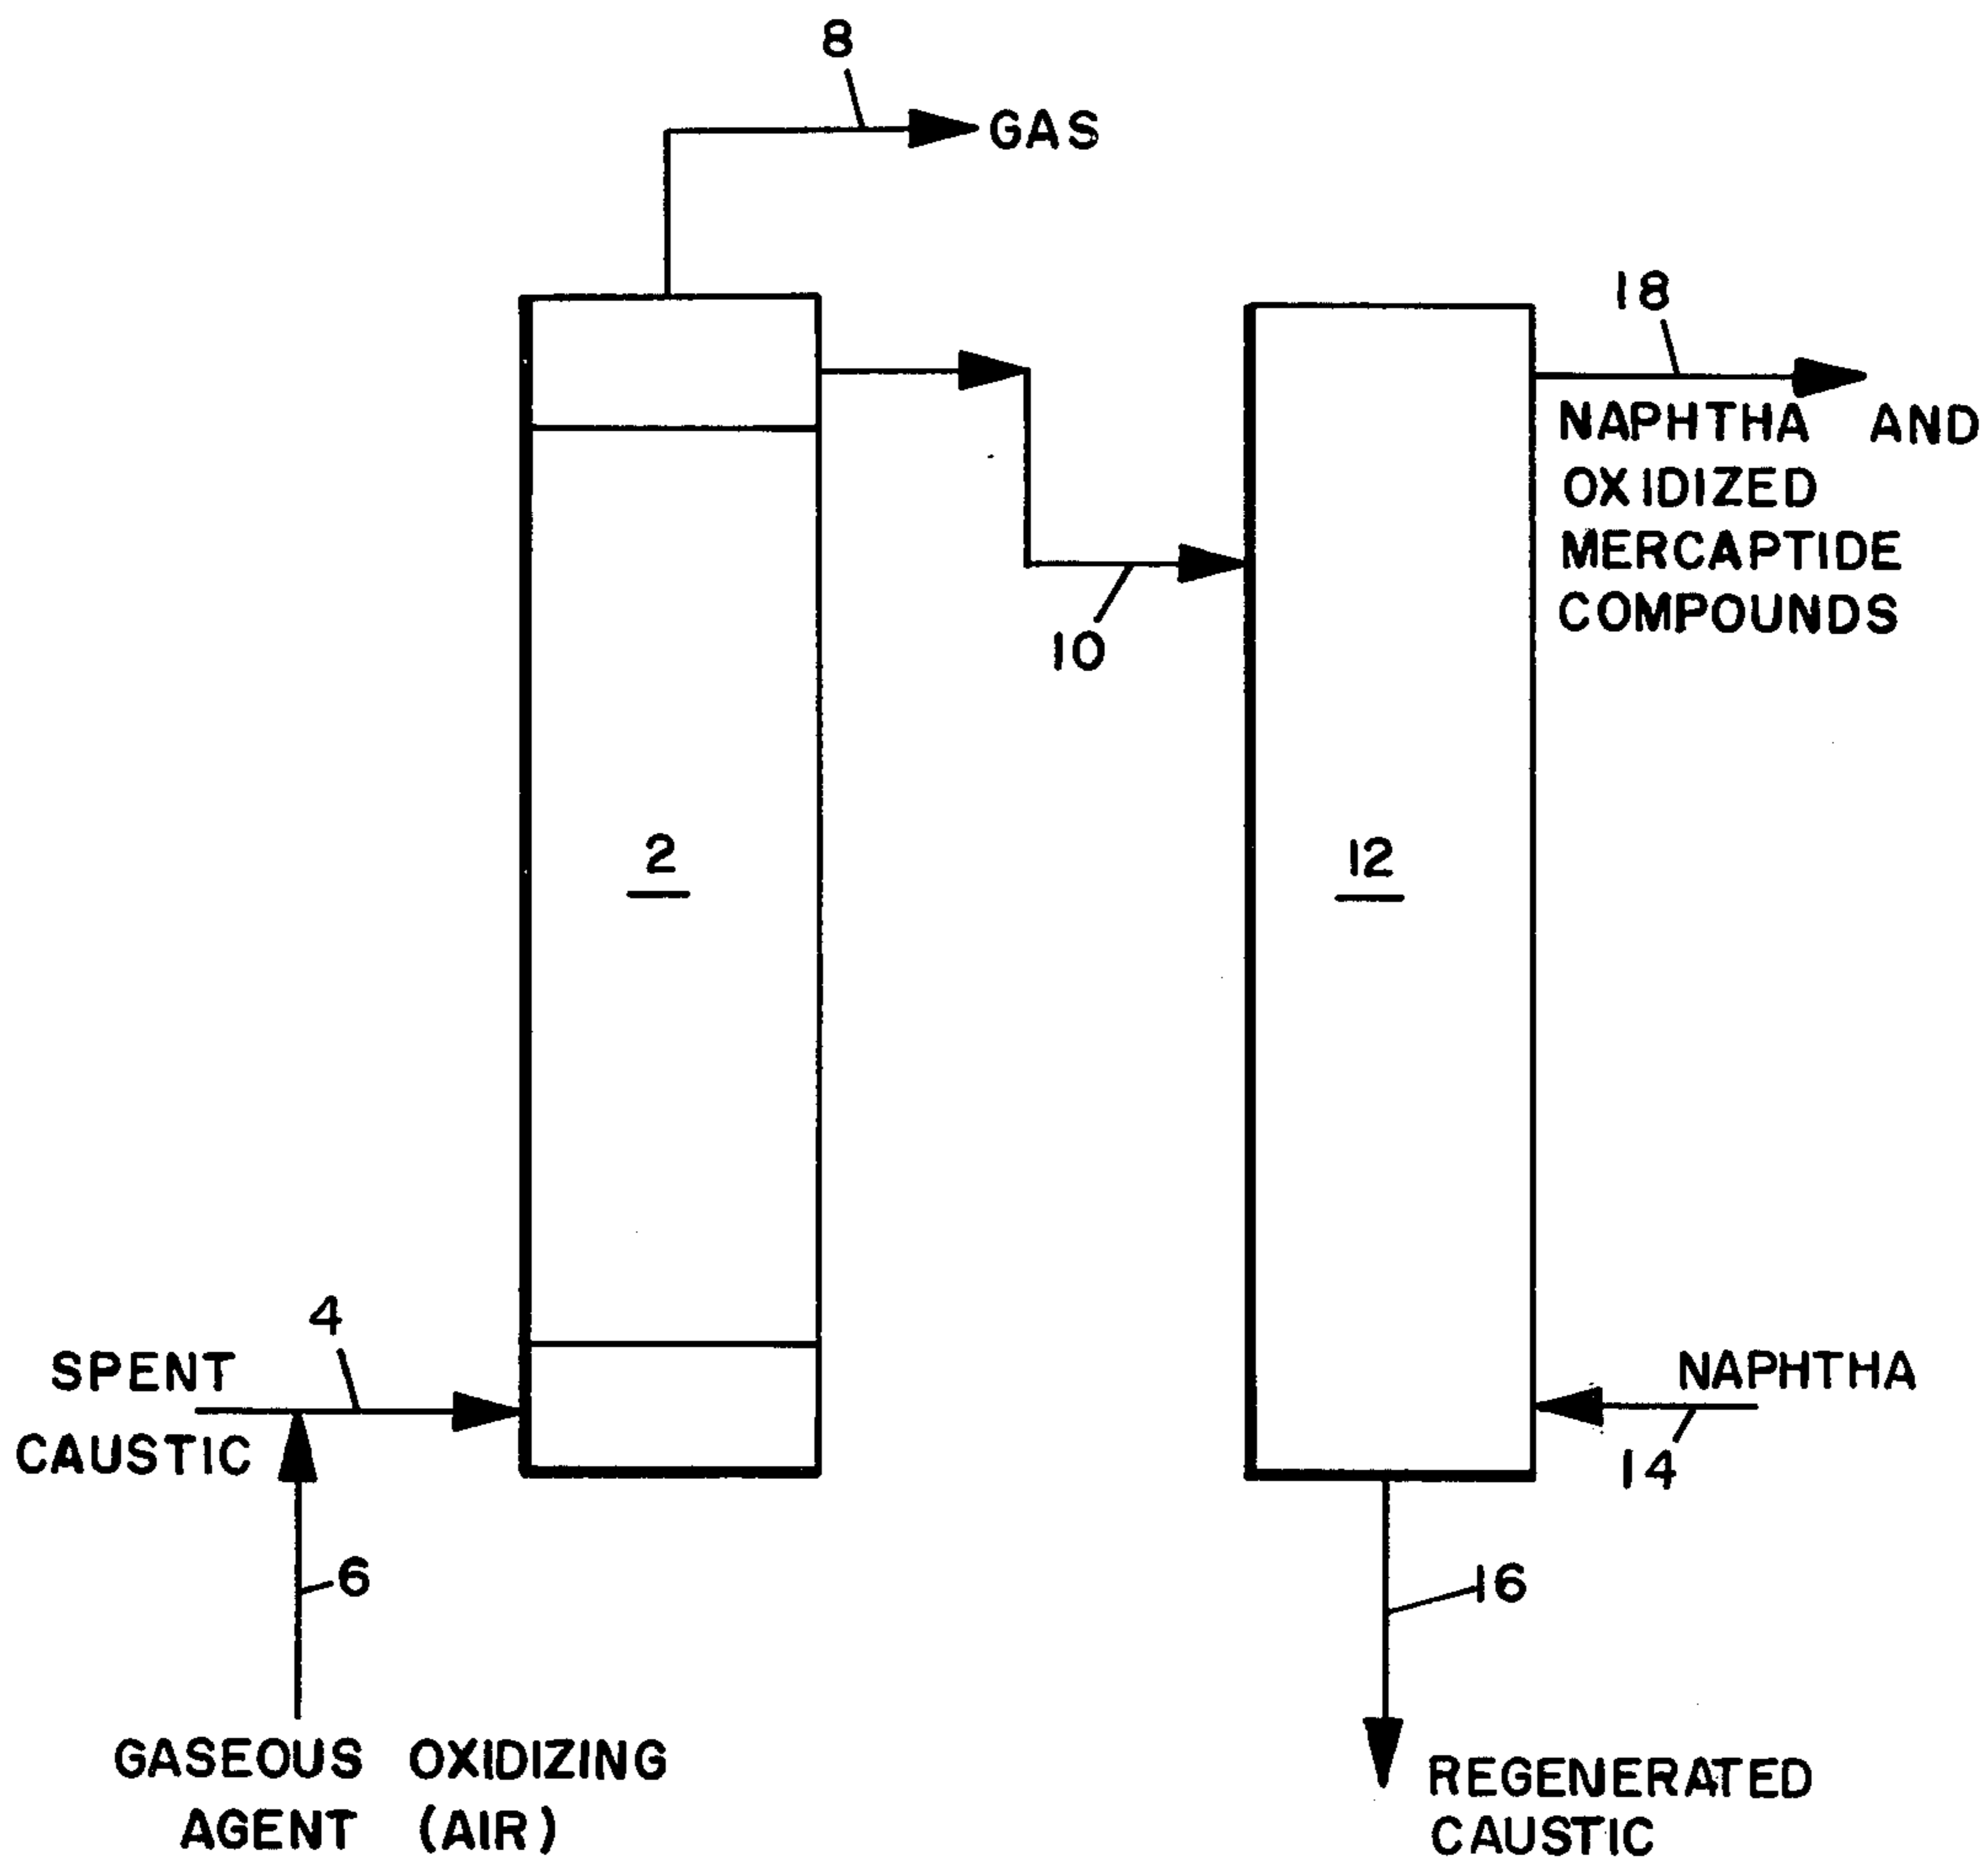 8
GAS
18
NAPHTHA AND
OXIDIZED
MERCAPTIDE
COMPOUNDS
10
2
12
4
SPENT
CAUSTIC
NAPHTHA
14
6
16
GASEOUS OXIDIZING
AGENT (AIR)
REGENERATED
CAUSTIC